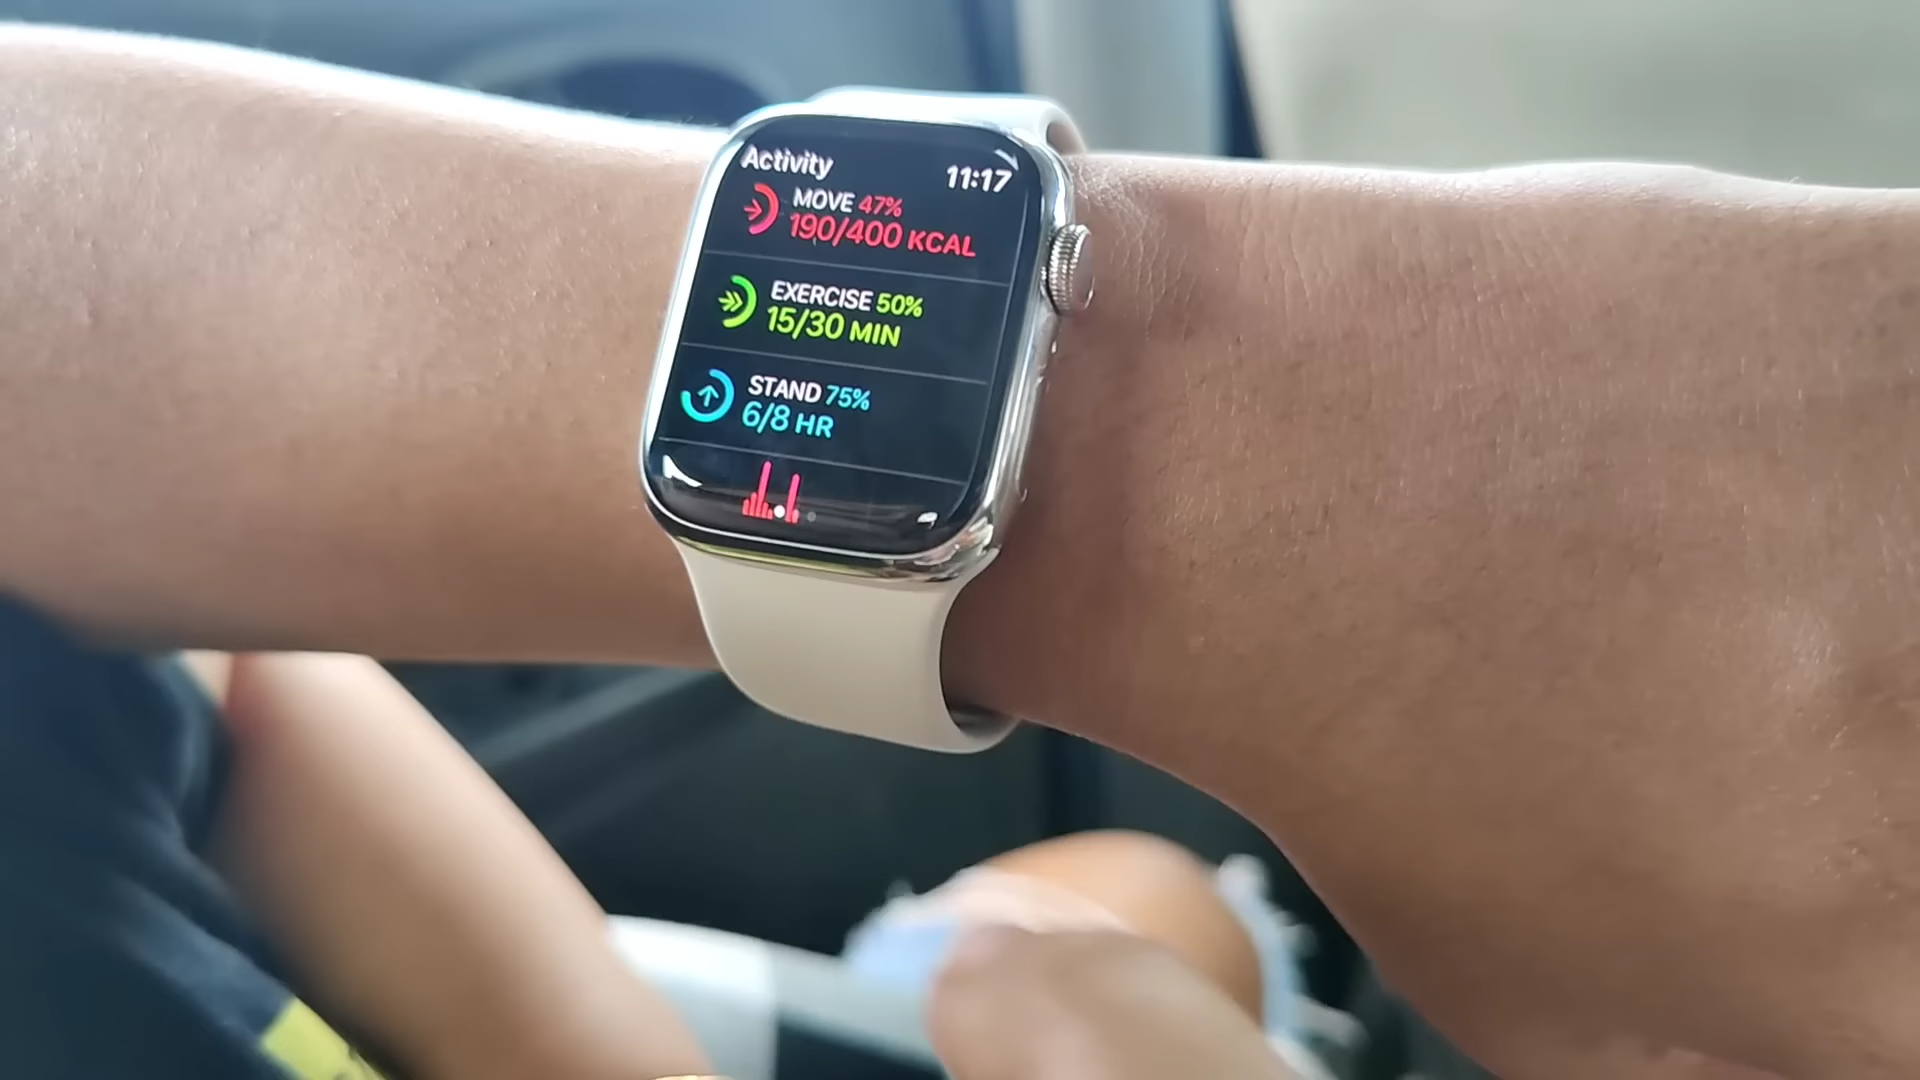 Activity
11:17
MOVE 47%
190/400 KCAL
EXERCISE 50%
15/30 MIN
STAND 75%
6/8 HR